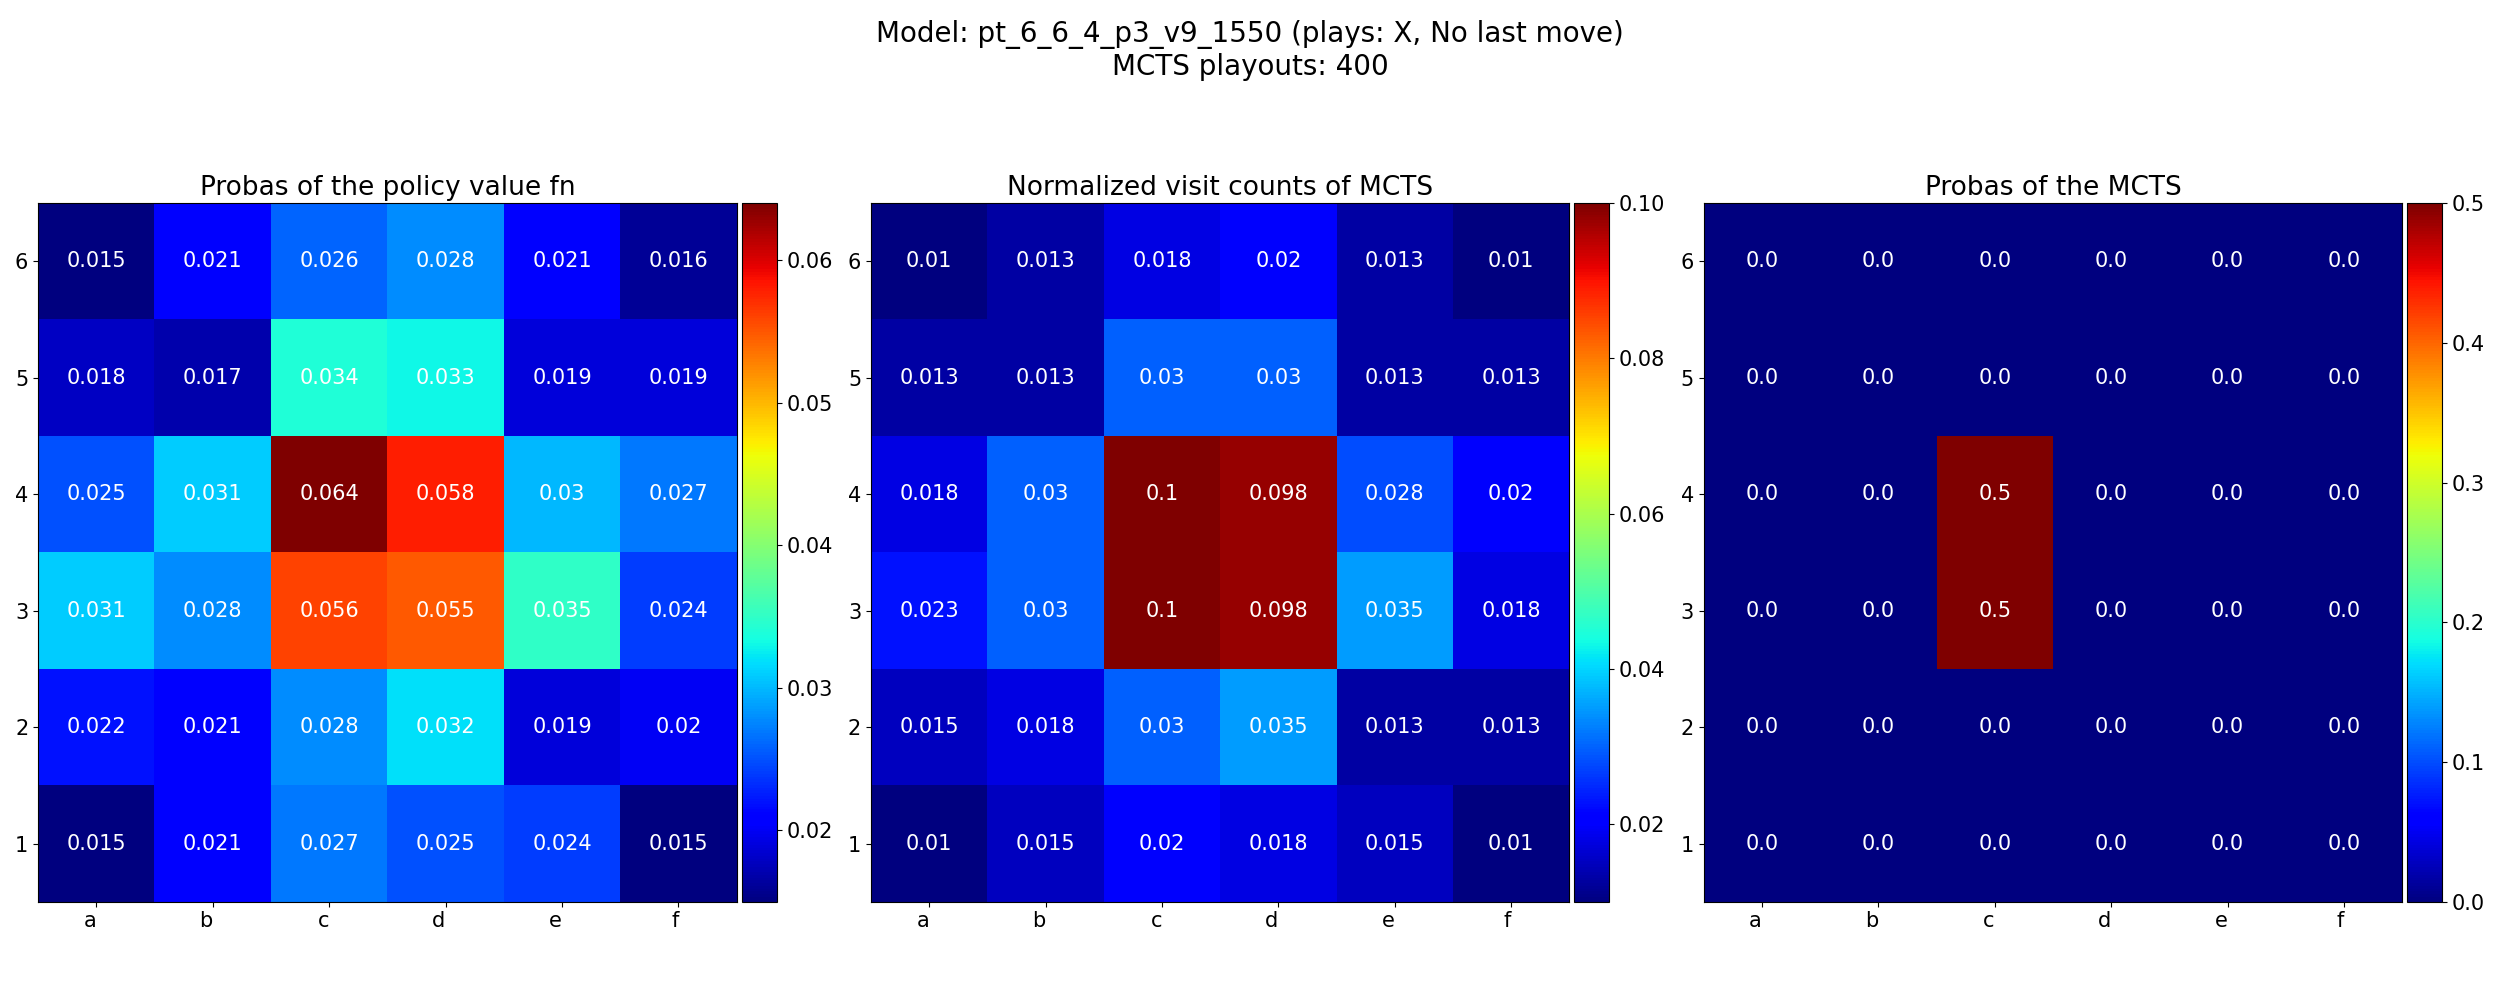 Model: pt_6_6_4_p3_v9_1550 (plays: X, No last move)
MCTS playouts: 400
Probas of the policy value fn
6 0.015 0.021 0.026 0.028 0.021 0.016
5 0.018 0.017 0.034 0.033 0.019 0.019
4 0.025 0.031 0.064 0.058 0.03 0.027
3 0.031 0.028 0.056 0.055 0.035 0.024
2 0.022 0.021 0.028 0.032 0.019 0.02
1 0.015 0.021 0.027 0.025 0.024 0.015
a b c d e f
0.06
0.05
0.04
0.03
0.02
Normalized visit counts of MCTS
6 0.01 0.013 0.018 0.02 0.013 0.01
5 0.013 0.013 0.03 0.03 0.013 0.013
4 0.018 0.03 0.1 0.098 0.028 0.02
3 0.023 0.03 0.1 0.098 0.035 0.018
2 0.015 0.018 0.03 0.035 0.013 0.013
1 0.01 0.015 0.02 0.018 0.015 0.01
a b c d e f
0.10
0.08
0.06
0.04
0.02
Probas of the MCTS
6 0.0 0.0 0.0 0.0 0.0 0.0
5 0.0 0.0 0.0 0.0 0.0 0.0
4 0.0 0.0 0.5 0.0 0.0 0.0
3 0.0 0.0 0.5 0.0 0.0 0.0
2 0.0 0.0 0.0 0.0 0.0 0.0
1 0.0 0.0 0.0 0.0 0.0 0.0
a b c d e f
0.5
0.4
0.3
0.2
0.1
0.0